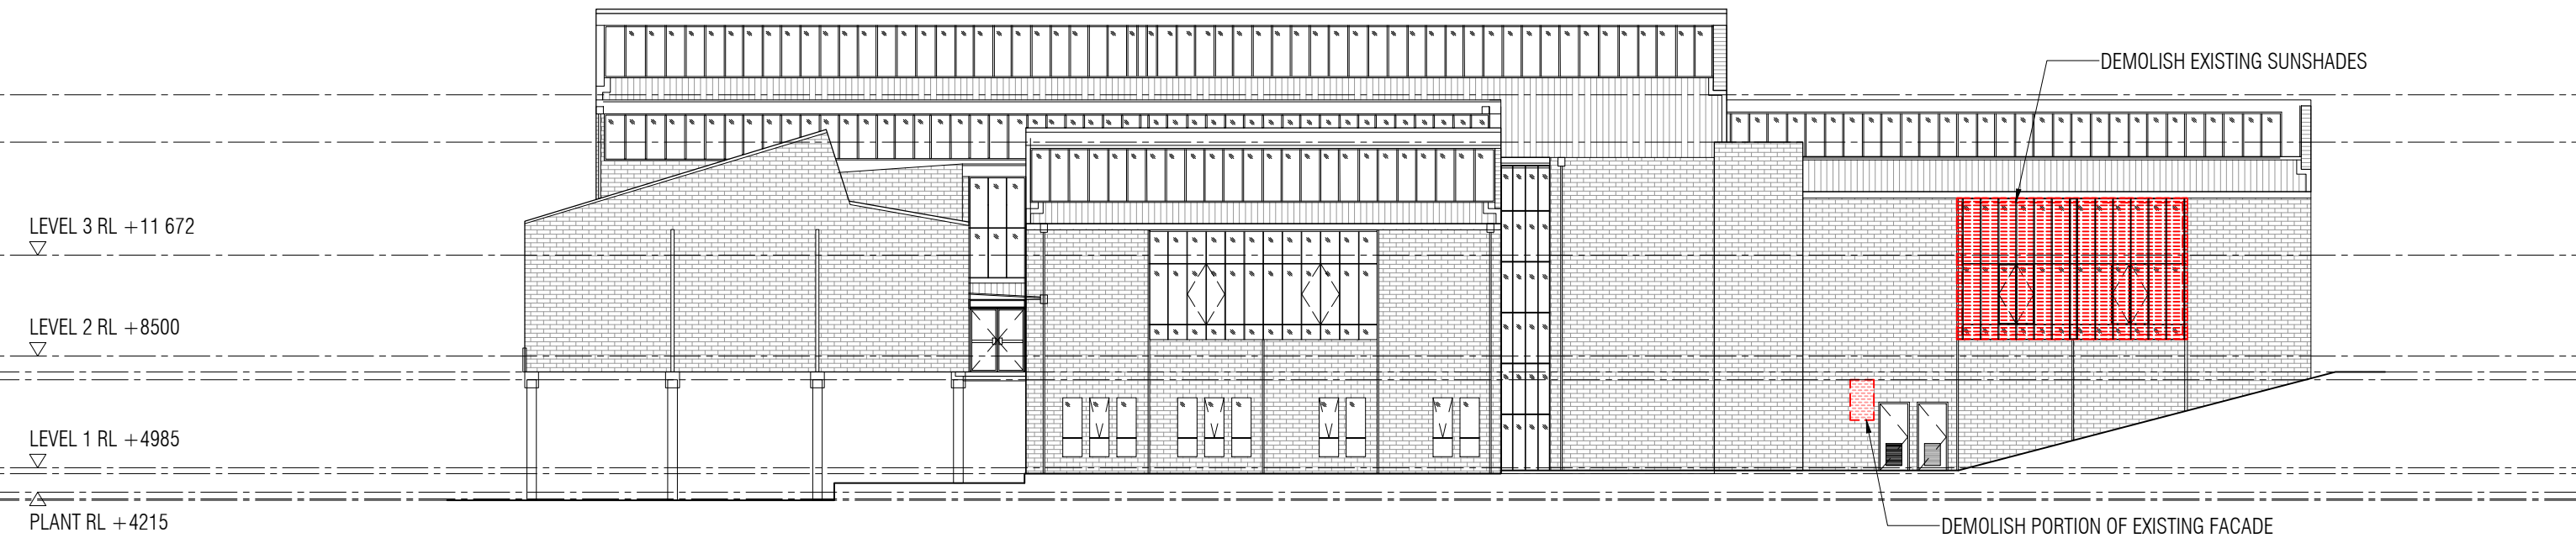 DEMOLISH EXISTING SUNSHADES
LEVEL 3 RL +11 672
LEVEL 2 RL +8500
LEVEL 1 RL +4985
PLANT RL +4215
DEMOLISH PORTION OF EXISTING FACADE